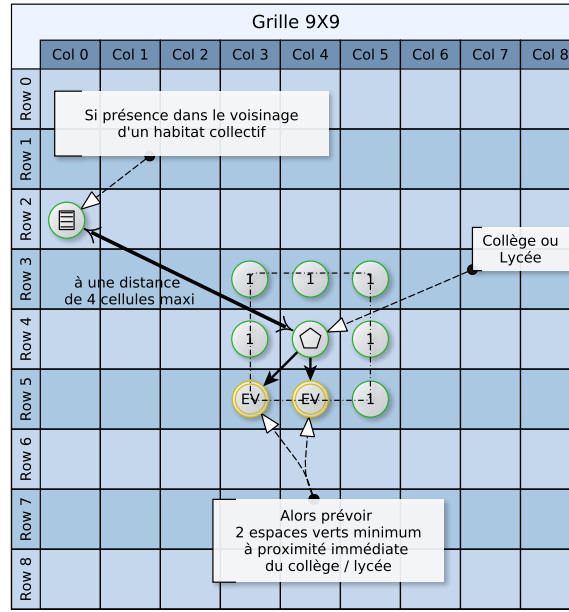 Grille 9X9
Col 0 Col 1 Col 2 Col 3 Col 4 Col 5 Col 6 Col 7 Col 8
Row 0
Si présence dans le voisinage
d'un habitat collectif
Row 1
Row 2
Collège ou
Lycée
Row 3
1 1 1
à une distance
de 4 cellules maxi
Row 4
1 1
Row 5
EV EV 1
Row 6
Row 7
Alors prévoir
2 espaces verts minimum
à proximité immédiate
du collège / lycée
Row 8